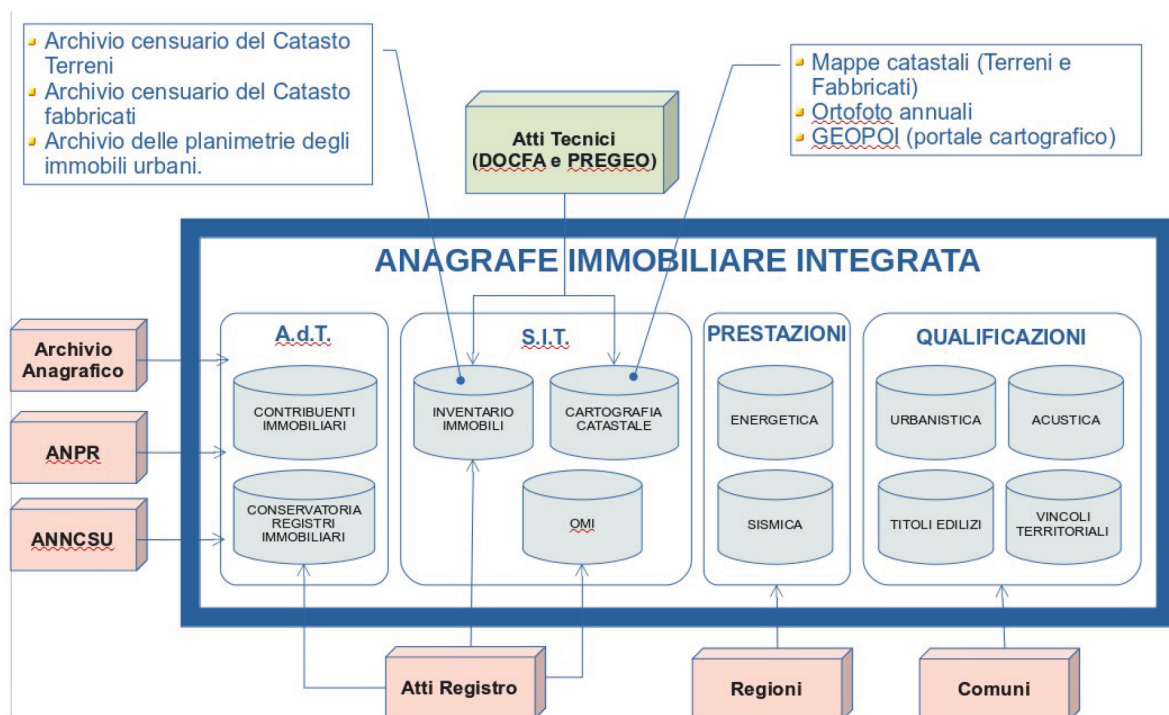 Archivio censuario del Catasto
Terreni
Archivio censuario del Catasto
fabbricati
Archivio delle planimetrie degli
immobili urbani.
Atti Tecnici
(DOCFA e PREGEO)
Mappe catastali (Terreni e
Fabbricati)
Ortofoto annuali
GEOPOI (portale cartografico)
ANAGRAFE IMMOBILIARE INTEGRATA
Archivio
Anagrafico
ANPR
ANNCSU
A.d.T.
CONTRIBUENTI
IMMOBILIARI
CONSERVATORIA
REGISTRI
IMMOBILIARI
S.I.T.
INVENTARIO
IMMOBILI
CARTOGRAFIA
CATASTALE
OMI
PRESTAZIONI
ENERGETICA
SISMICA
QUALIFICAZIONI
URBANISTICA
ACUSTICA
TITOLI EDILIZI
VINCOLI
TERRITORIALI
Atti Registro
Regioni
Comuni